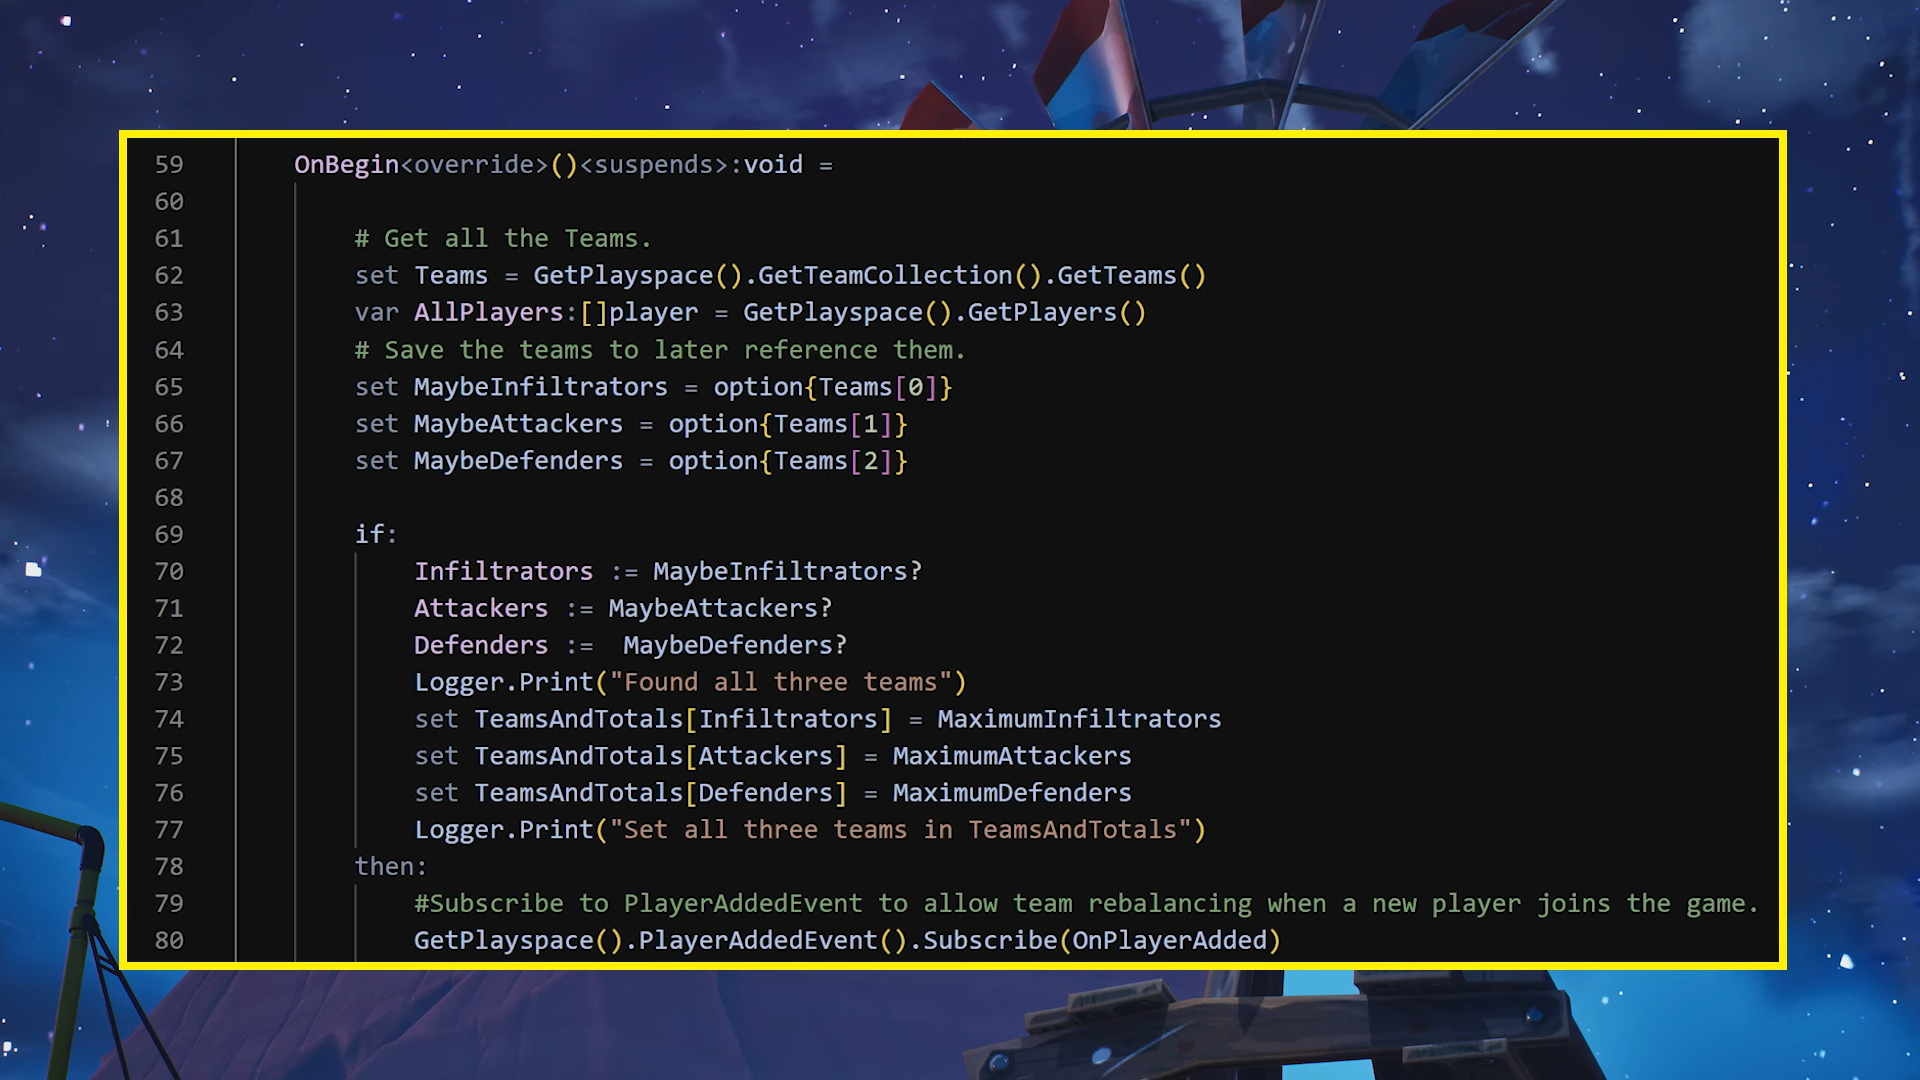 59 OnBegin<override>()<suspends>:void =
60
61 # Get all the Teams.
62 set Teams = GetPlayspace().GetTeamCollection().GetTeams()
63 var AllPlayers:[]player = GetPlayspace().GetPlayers()
64 # Save the teams to later reference them.
65 set MaybeInfiltrators = option{Teams[0]}
66 set MaybeAttackers = option{Teams[1]}
67 set MaybeDefenders = option{Teams[2]}
68
69 if:
70 Infiltrators := MaybeInfiltrators?
71 Attackers := MaybeAttackers?
72 Defenders :=  MaybeDefenders?
73 Logger.Print("Found all three teams")
74 set TeamsAndTotals[Infiltrators] = MaximumInfiltrators
75 set TeamsAndTotals[Attackers] = MaximumAttackers
76 set TeamsAndTotals[Defenders] = MaximumDefenders
77 Logger.Print("Set all three teams in TeamsAndTotals")
78 then:
79 #Subscribe to PlayerAddedEvent to allow team rebalancing when a new player joins the game.
80 GetPlayspace().PlayerAddedEvent().Subscribe(OnPlayerAdded)